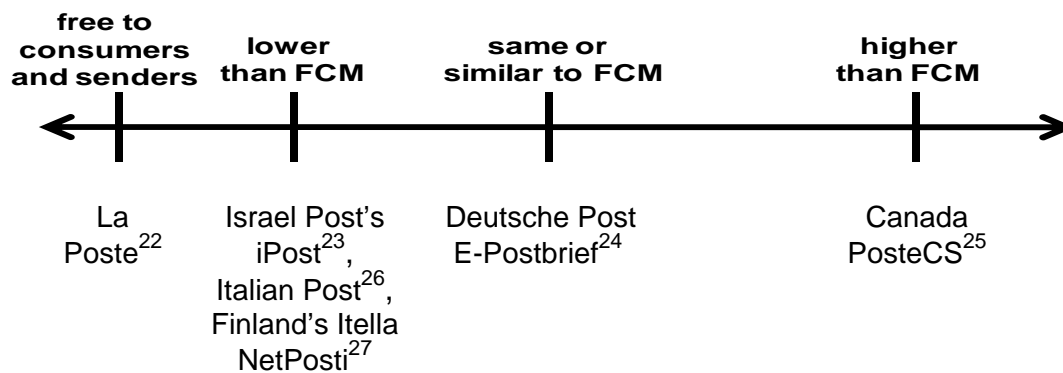 free to
consumers
and senders
lower
than FCM
same or
similar to FCM
higher
than FCM
La
Poste22
Israel Post's
iPost23,
Italian Post26,
Finland's Itella
NetPosti27
Deutsche Post
E-Postbrief24
Canada
PosteCS25